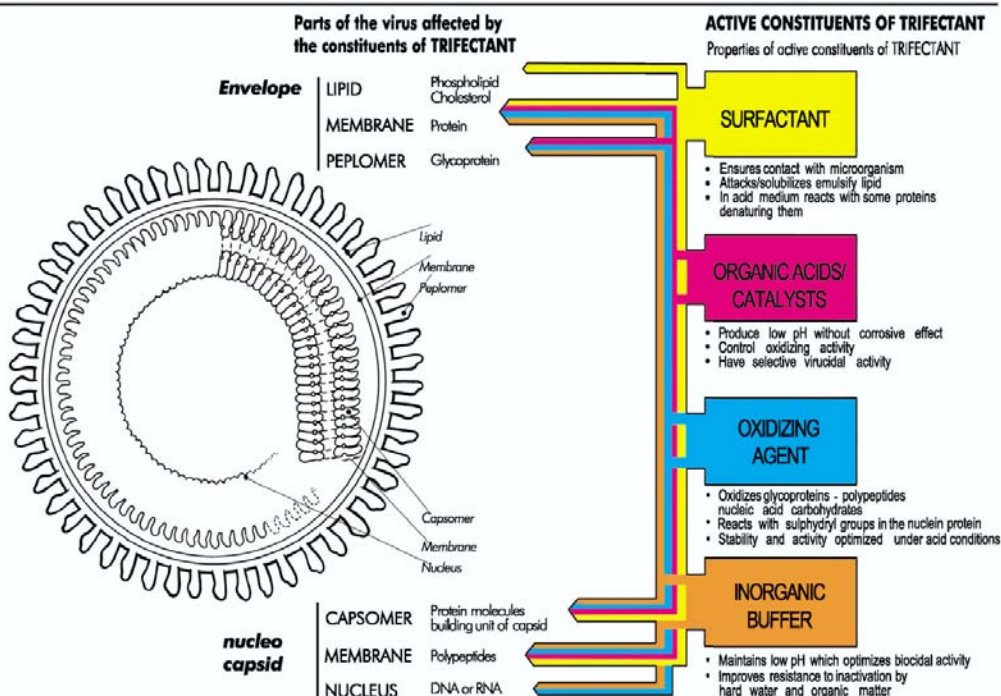 Parts of the virus affected by
the constituents of TRIFECTANT
ACTIVE CONSTITUENTS OF TRIFECTANT
Properties of active constituents of TRIFECTANT
Envelope
LIPID
Phospholipid
Cholesterol
MEMBRANE
Protein
PEPLOMER
Glycoprotein
SURFACTANT
• Ensures contact with microorganism
• Attacks/solubilizes emulsify lipid
• In acid medium reacts with some proteins
denaturing them
Lipid
Membrane
Peplomer
ORGANIC ACIDS/
CATALYSTS
• Produce low pH without corrosive effect
• Control oxidizing activity
• Have selective virucidal activity
OXIDIZING
AGENT
• Oxidizes glycoproteins - polypeptides
nucleic acid carbohydrates
• Reacts with sulphydryl groups in the nuclein protein
• Stability and activity optimized under acid conditions
Capsomer
Membrane
Nucleus
INORGANIC
BUFFER
• Maintains low pH which optimizes biocidal activity
• Improves resistance to inactivation by
hard water and organic matter
nucleo
capsid
CAPSOMER
Protein molecules
building unit of capsid
MEMBRANE
Polypeptides
NUCLEUS
DNA or RNA